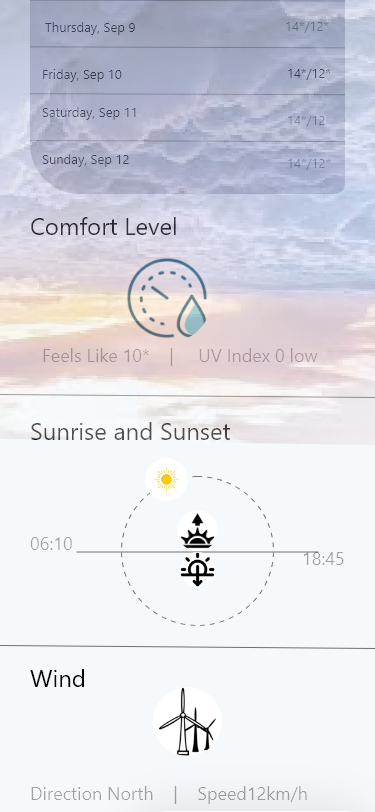 Thursday, Sep 9 14*/12*
Friday, Sep 10 14*/12*
Saturday, Sep 11 14*/12
Sunday, Sep 12 14*/12*
Comfort Level
Feels Like 10* | UV Index 0 low
Sunrise and Sunset
06:10
18:45
Wind
Direction North | Speed12km/h